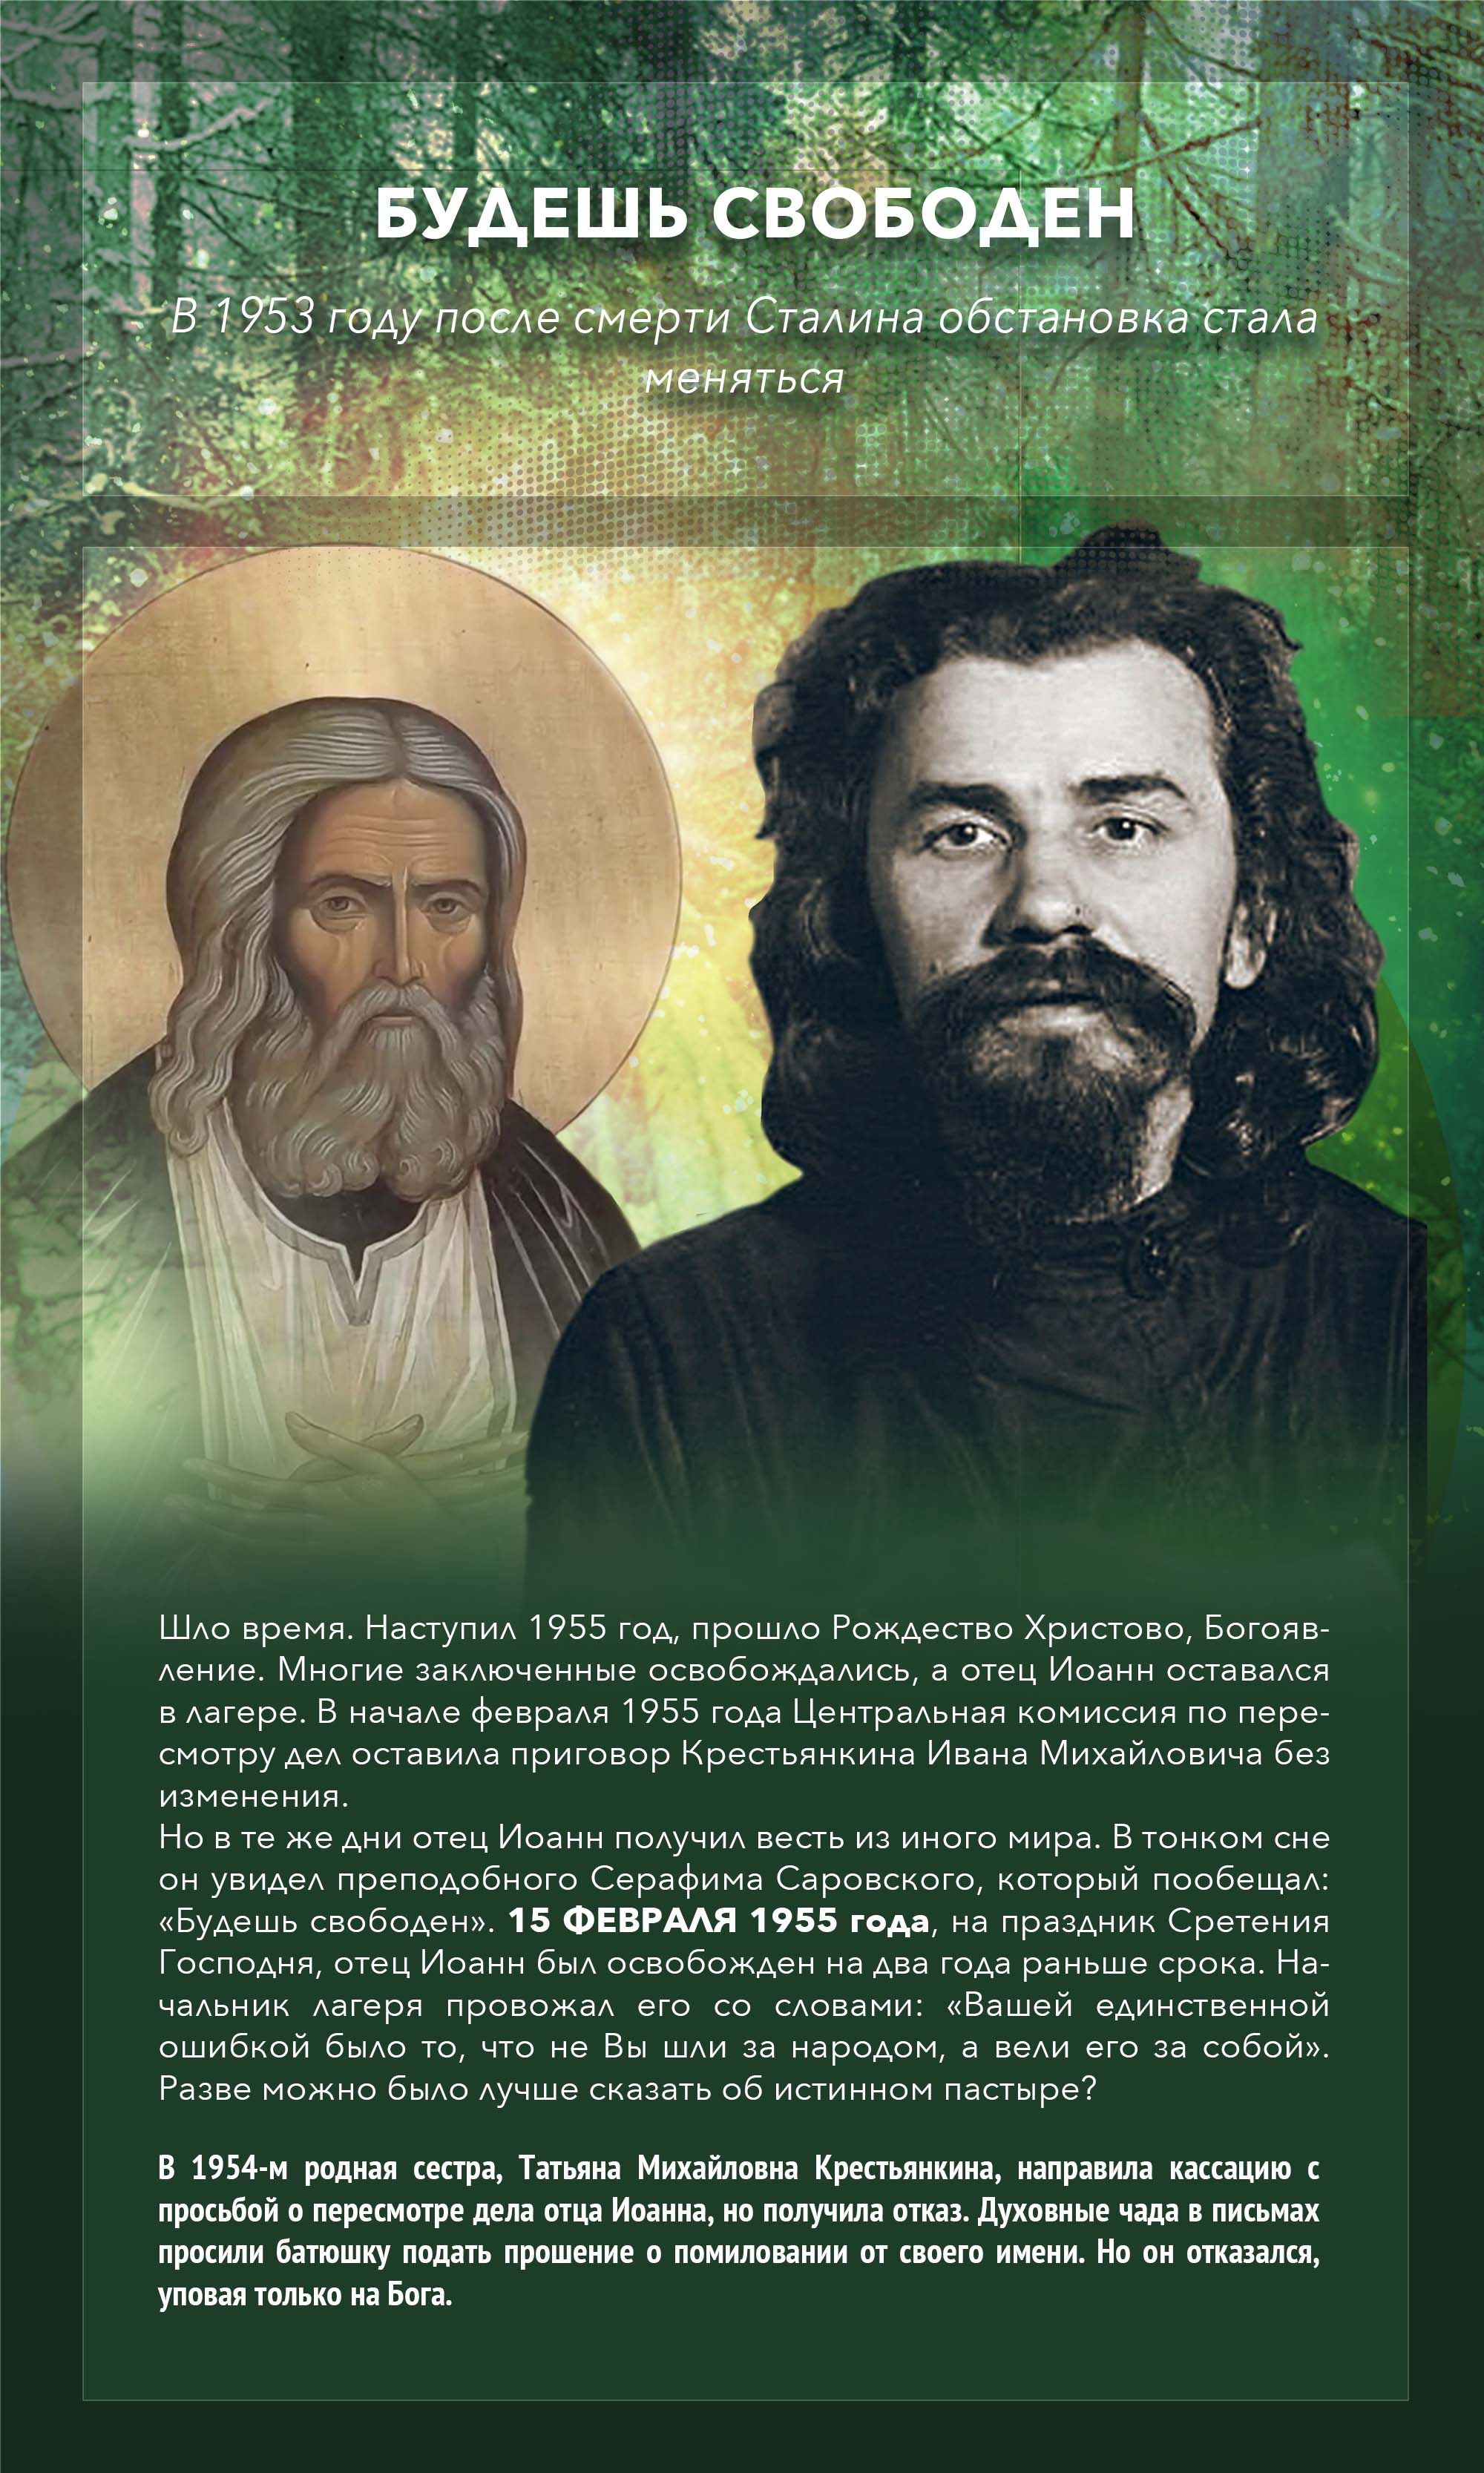 БУДЕШЬ СВОБОДЕН
В 1953 году после смерти Сталина обстановка стала
меняться
Шло время. Наступил 1955 год, прошло Рождество Христово, Богояв-
ление. Многие заключенные освобождались, а отец Иоанн оставался
в лагере. В начале февраля 1955 года Центральная комиссия по пере-
смотру дел оставила приговор Крестьянкина Ивана Михайловича без
изменения.
Но в те же дни отец Иоанн получил весть из иного мира. В тонком сне
он увидел преподобного Серафима Саровского, который пообещал:
«Будешь свободен». 15 ФЕВРАЛЯ 1955 года, на праздник Сретения
Господня, отец Иоанн был освобожден на два года раньше срока. На-
чальник лагеря провожал его со словами: «Вашей единственной
ошибкой было то, что не Вы шли за народом, а вели его за собой».
Разве можно было лучше сказать об истинном пастыре?
В 1954-м родная сестра, Татьяна Михайловна Крестьянкина, направила кассацию с
просьбой о пересмотре дела отца Иоанна, но получила отказ. Духовные чада в письмах
просили батюшку подать прошение о помиловании от своего имени. Но он отказался,
уповая только на Бога.